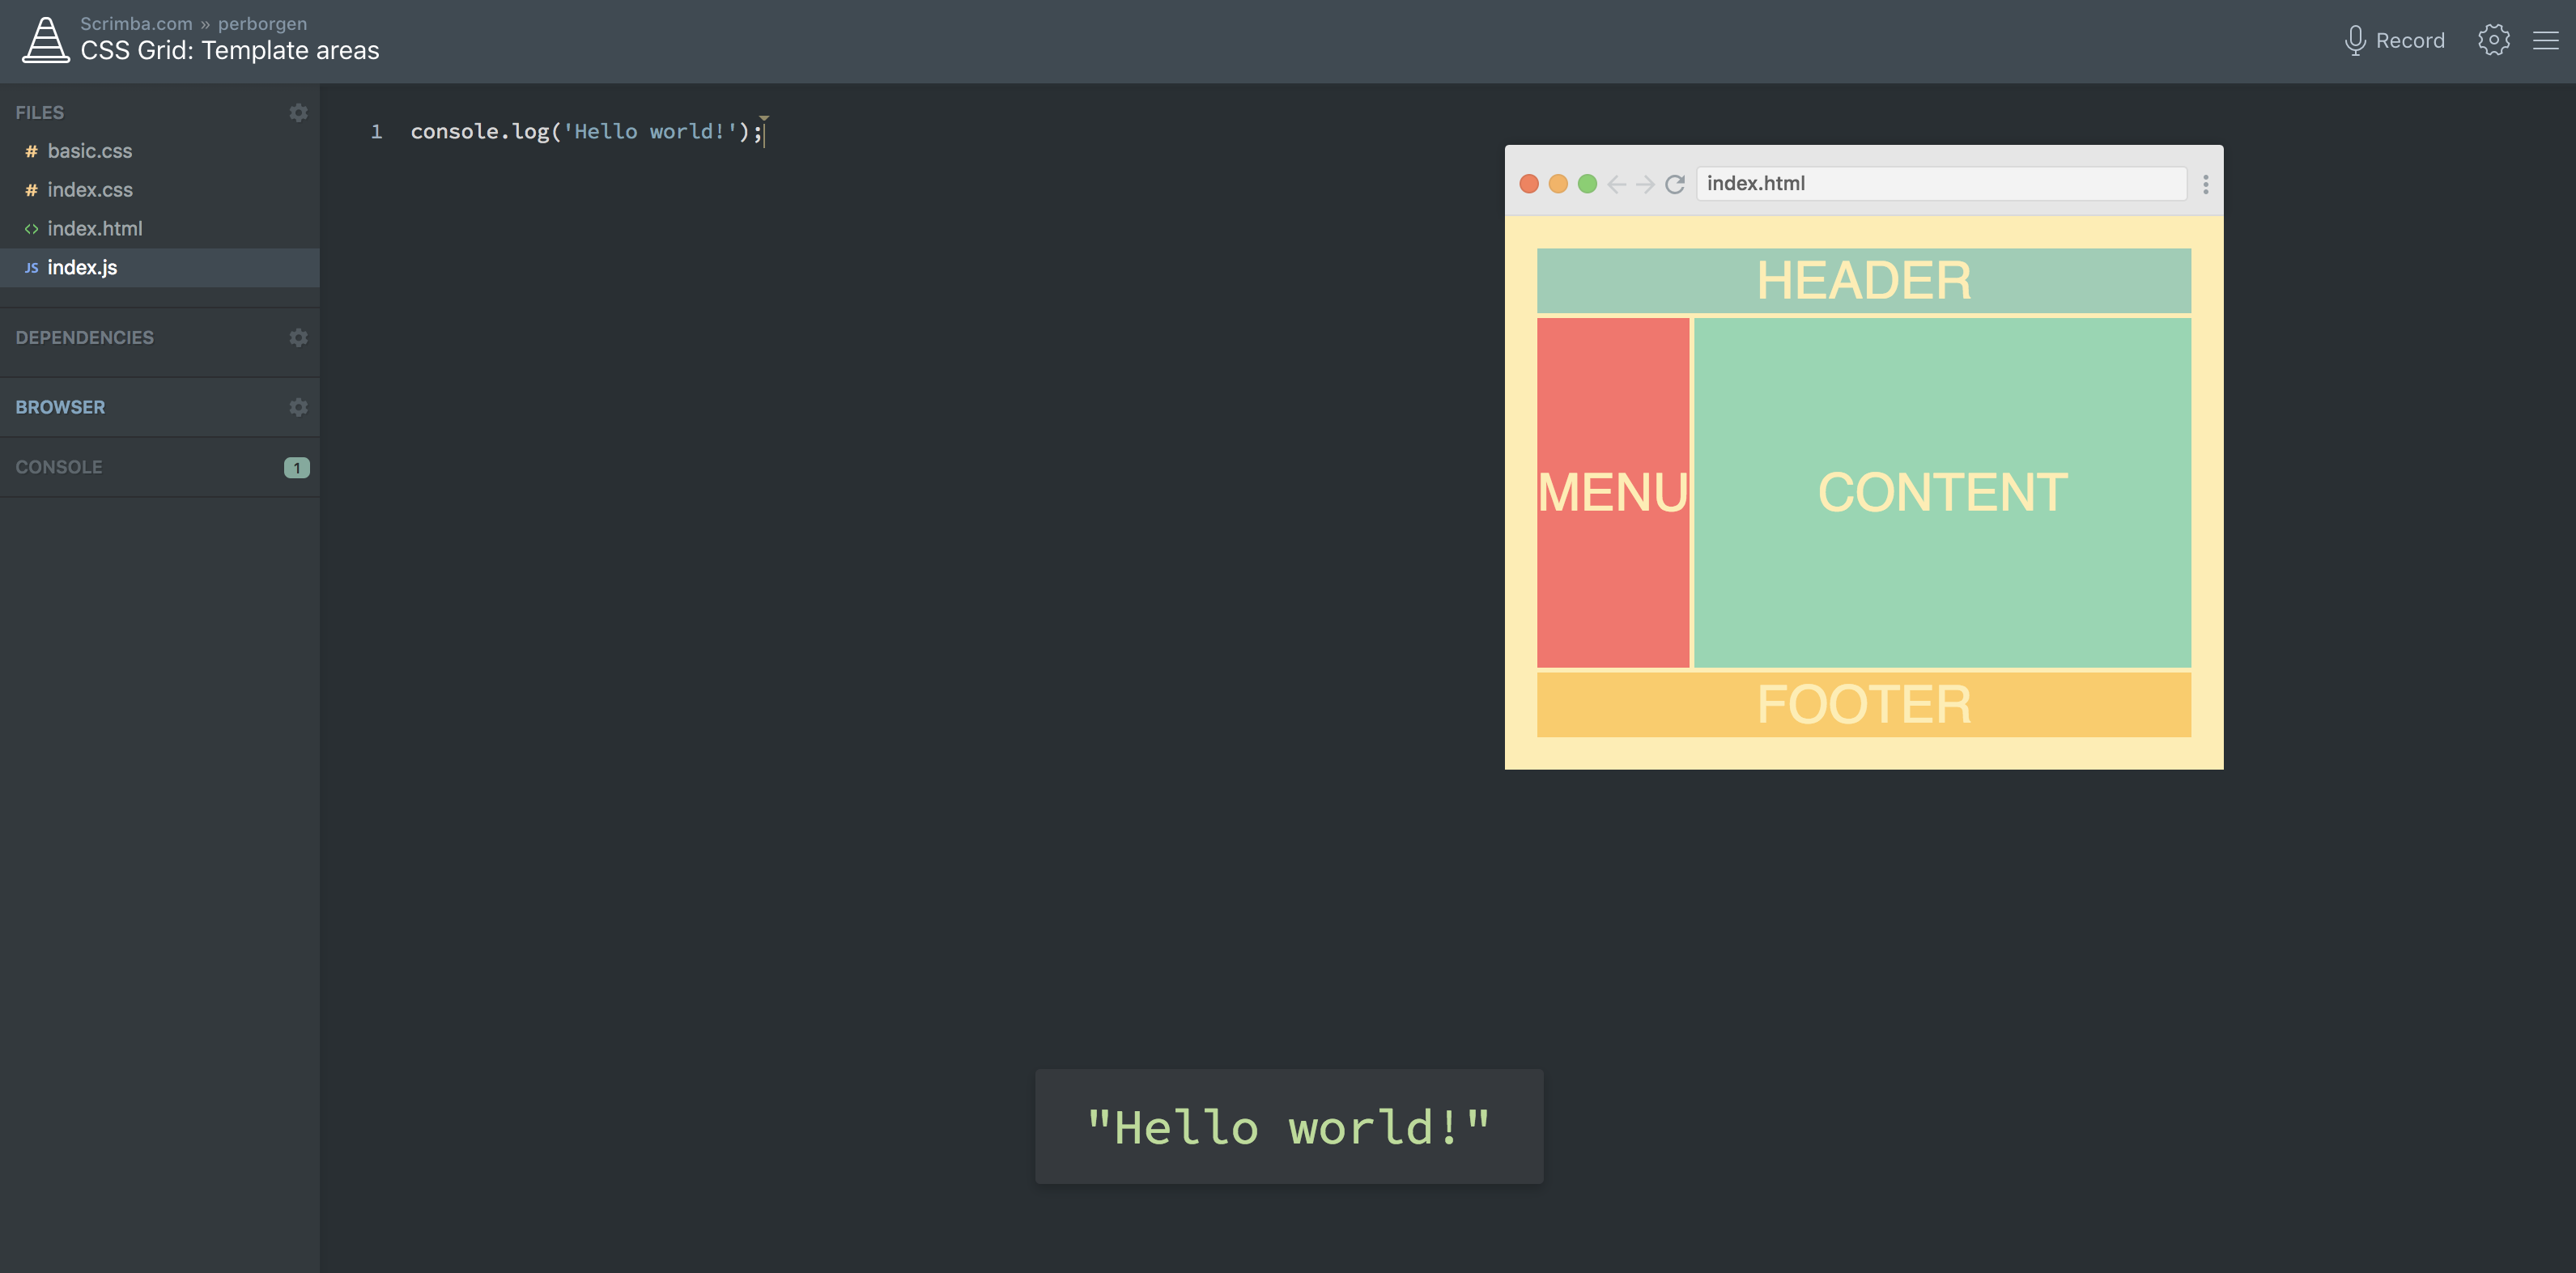 Scrimba.com » perborgen
CSS Grid: Template areas
Record
FILES
# basic.css
# index.css
<> index.html
JS index.js
DEPENDENCIES
BROWSER
CONSOLE 1
1 console.log('Hello world!');
index.html
HEADER
MENU CONTENT
FOOTER
"Hello world!"